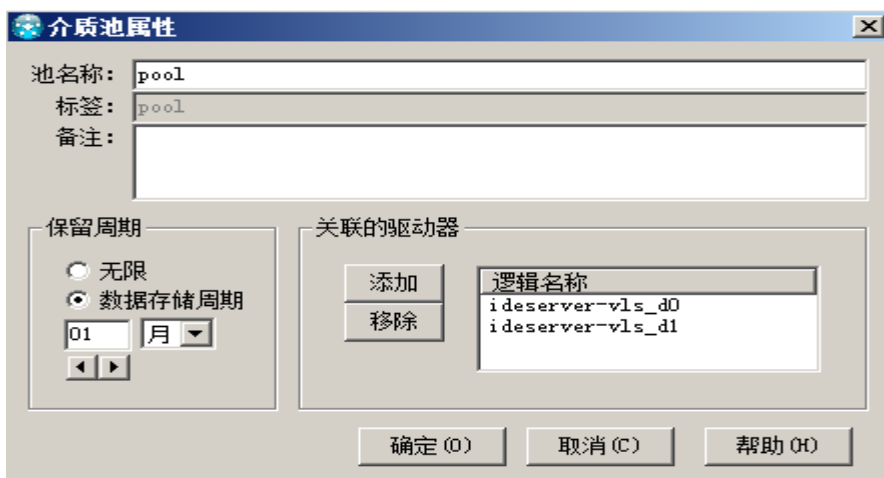 介质池属性
池名称: pool
标签: pool
备注:
保留周期
无限
数据存储周期
01 月
关联的驱动器
添加
移除
逻辑名称
ideserver-vls_d0
ideserver-vls_d1
确定(O) 取消(C) 帮助(H)